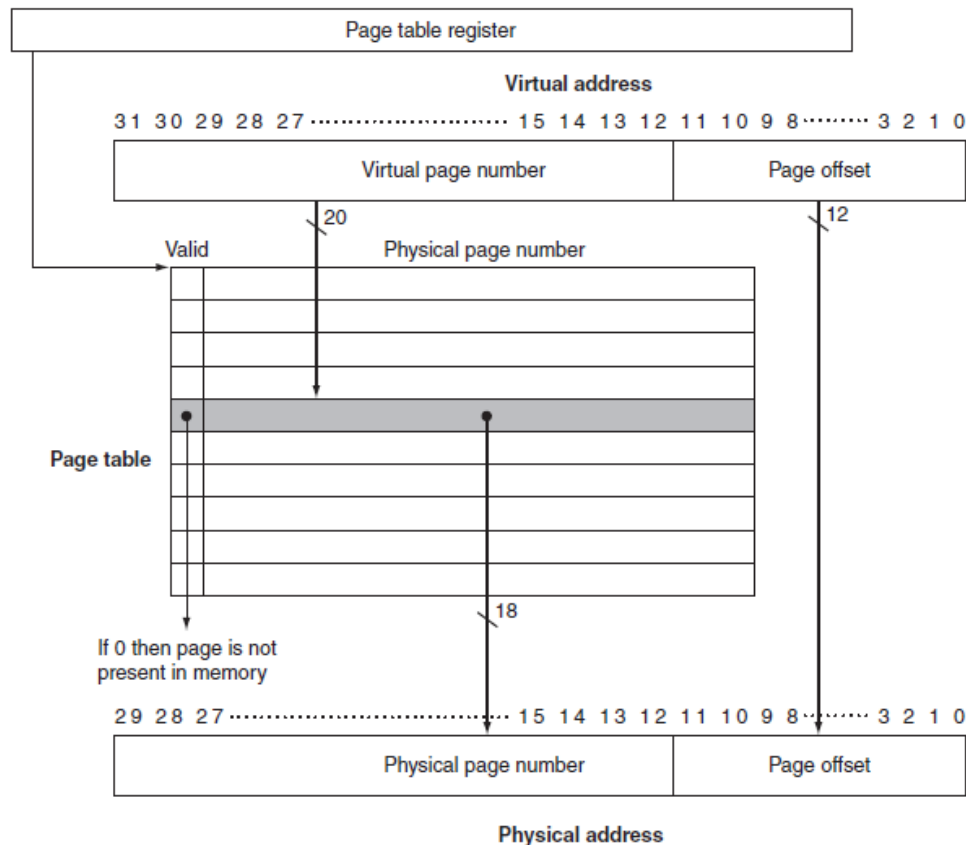 Page table register
Virtual address
31 30 29 28 27 ........................ 15 14 13 12 11 10 9 8 ........ 3 2 1 0
Virtual page number Page offset
20 12
Valid Physical page number
Page table
18
If 0 then page is not
present in memory
29 28 27 ........................ 15 14 13 12 11 10 9 8 ........ 3 2 1 0
Physical page number Page offset
Physical address